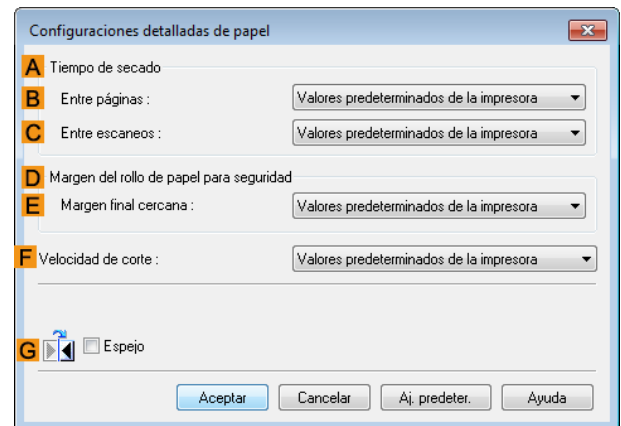 Configuraciones detalladas de papel
A Tiempo de secado
B Entre páginas : Valores predeterminados de la impresora
C Entre escaneos : Valores predeterminados de la impresora
D Margen del rollo de papel para seguridad
E Margen final cercana : Valores predeterminados de la impresora
F Velocidad de corte : Valores predeterminados de la impresora
G Espejo
Aceptar Cancelar Aj. predeter. Ayuda